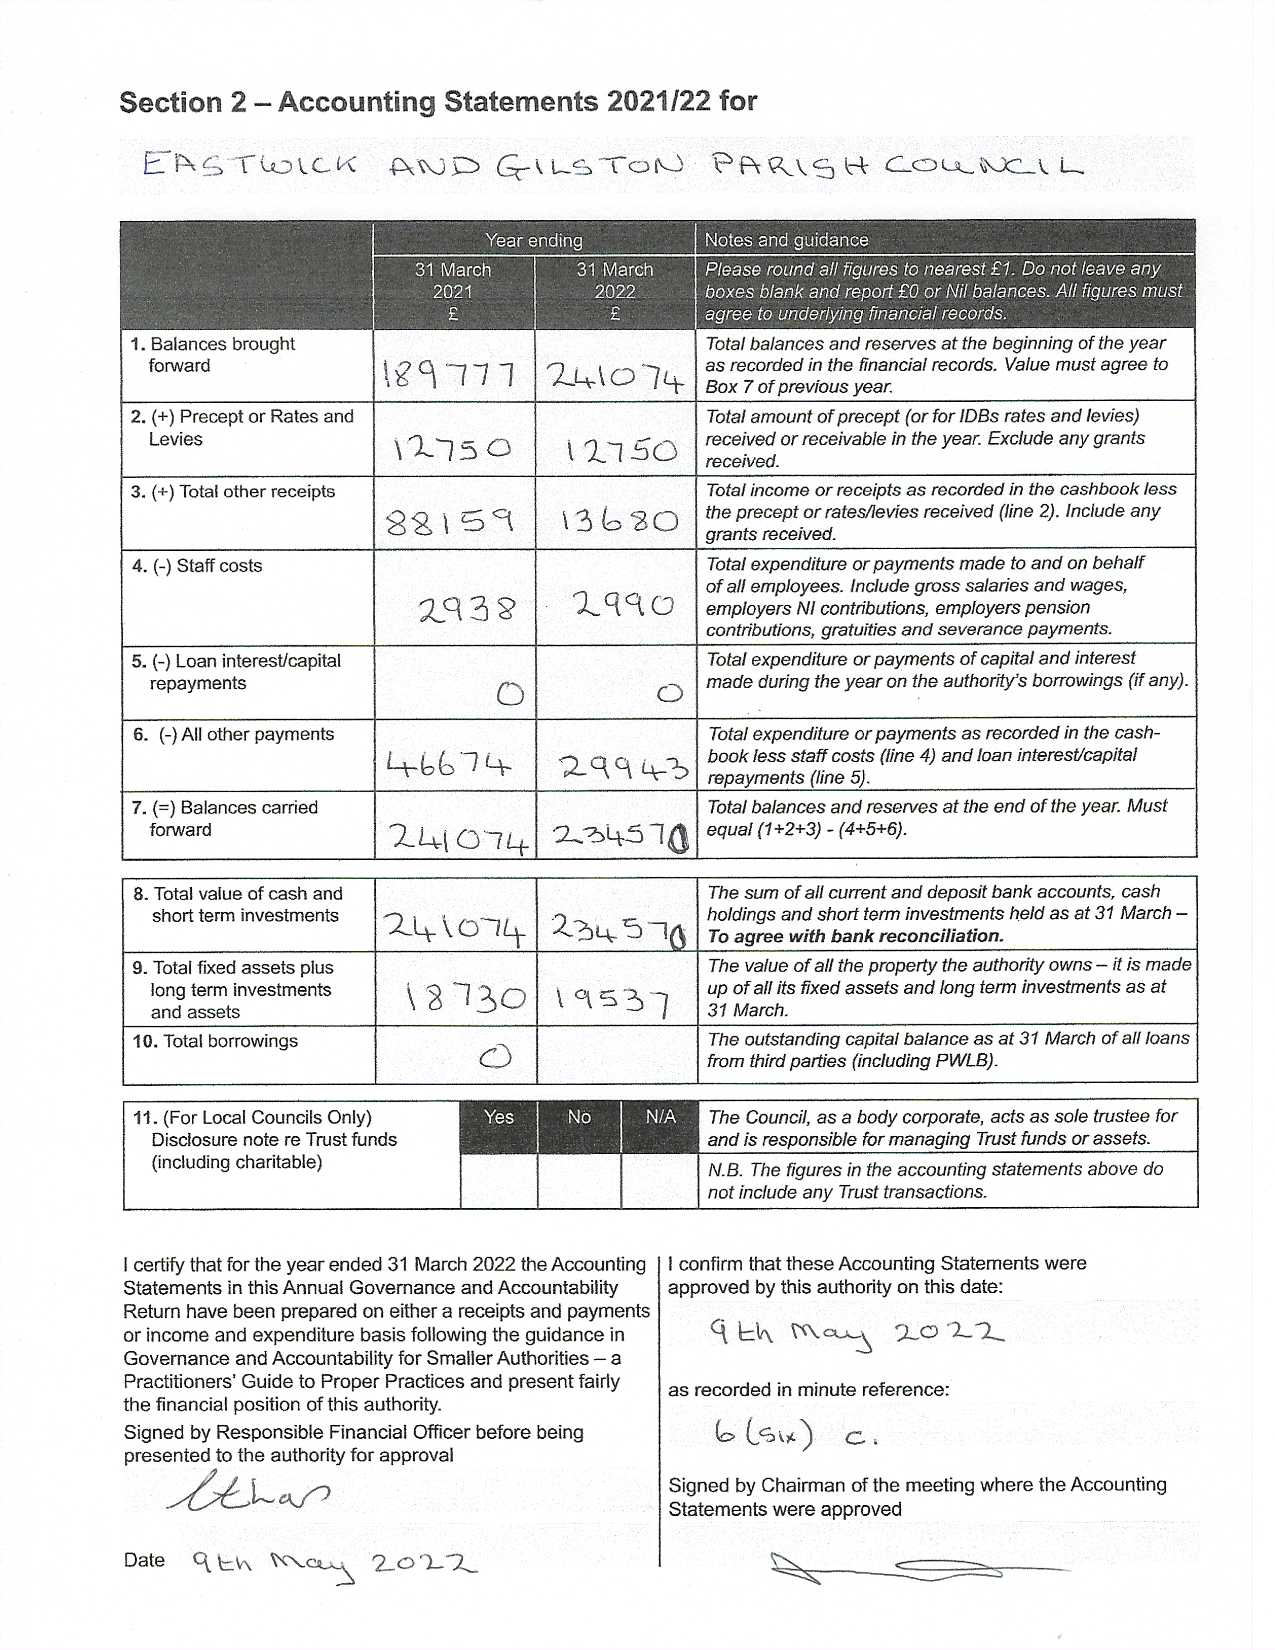 Section 2 – Accounting Statements 2021/22 for
EASTWICK AND GILSTON PARISH COUNCIL
Year ending
Notes and guidance
31 March 2021 £
31 March 2022 £
Please round all figures to nearest £1. Do not leave any
boxes blank and report £0 or Nil balances. All figures must
agree to underlying financial records.
1. Balances brought
forward
189777
241074
Total balances and reserves at the beginning of the year
as recorded in the financial records. Value must agree to
Box 7 of previous year.
2. (+) Precept or Rates and
Levies
12750
12750
Total amount of precept (or for IDBs rates and levies)
received or receivable in the year. Exclude any grants
received.
3. (+) Total other receipts
88159
13680
Total income or receipts as recorded in the cashbook less
the precept or rates/levies received (line 2). Include any
grants received.
4. (-) Staff costs
2938
2990
Total expenditure or payments made to and on behalf
of all employees. Include gross salaries and wages,
employers NI contributions, employers pension
contributions, gratuities and severance payments.
5. (-) Loan interest/capital
repayments
0
0
Total expenditure or payments of capital and interest
made during the year on the authority's borrowings (if any).
6. (-) All other payments
46674
29943
Total expenditure or payments as recorded in the cash-
book less staff costs (line 4) and loan interest/capital
repayments (line 5).
7. (=) Balances carried
forward
241074
234570
Total balances and reserves at the end of the year. Must
equal (1+2+3) - (4+5+6).
8. Total value of cash and
short term investments
241074
234570
The sum of all current and deposit bank accounts, cash
holdings and short term investments held as at 31 March –
To agree with bank reconciliation.
9. Total fixed assets plus
long term investments
and assets
18730
19537
The value of all the property the authority owns – it is made
up of all its fixed assets and long term investments as at
31 March.
10. Total borrowings
0
The outstanding capital balance as at 31 March of all loans
from third parties (including PWLB).
11. (For Local Councils Only)
Disclosure note re Trust funds
(including charitable)
Yes
No
N/A
The Council, as a body corporate, acts as sole trustee for
and is responsible for managing Trust funds or assets.
N.B. The figures in the accounting statements above do
not include any Trust transactions.
I certify that for the year ended 31 March 2022 the Accounting
Statements in this Annual Governance and Accountability
Return have been prepared on either a receipts and payments
or income and expenditure basis following the guidance in
Governance and Accountability for Smaller Authorities – a
Practitioners' Guide to Proper Practices and present fairly
the financial position of this authority.
Signed by Responsible Financial Officer before being
presented to the authority for approval
Date 9th May 2022
I confirm that these Accounting Statements were
approved by this authority on this date:
9th May 2022
as recorded in minute reference:
6 (six) c.
Signed by Chairman of the meeting where the Accounting
Statements were approved